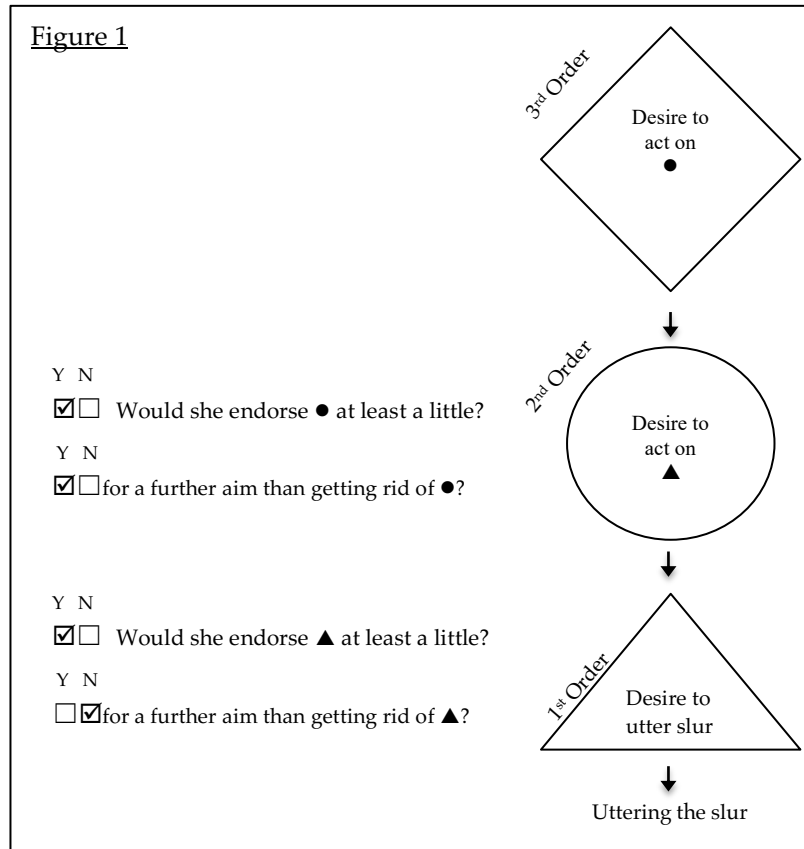 Figure 1
3rd Order
Desire to
act on
●
2nd Order
Desire to
act on
▲
Y N
☑☐ Would she endorse ● at least a little?
Y N
☑☐for a further aim than getting rid of ●?
1st Order
Desire to
utter slur
Y N
☑☐ Would she endorse ▲ at least a little?
Y N
☐☑for a further aim than getting rid of ▲?
Uttering the slur